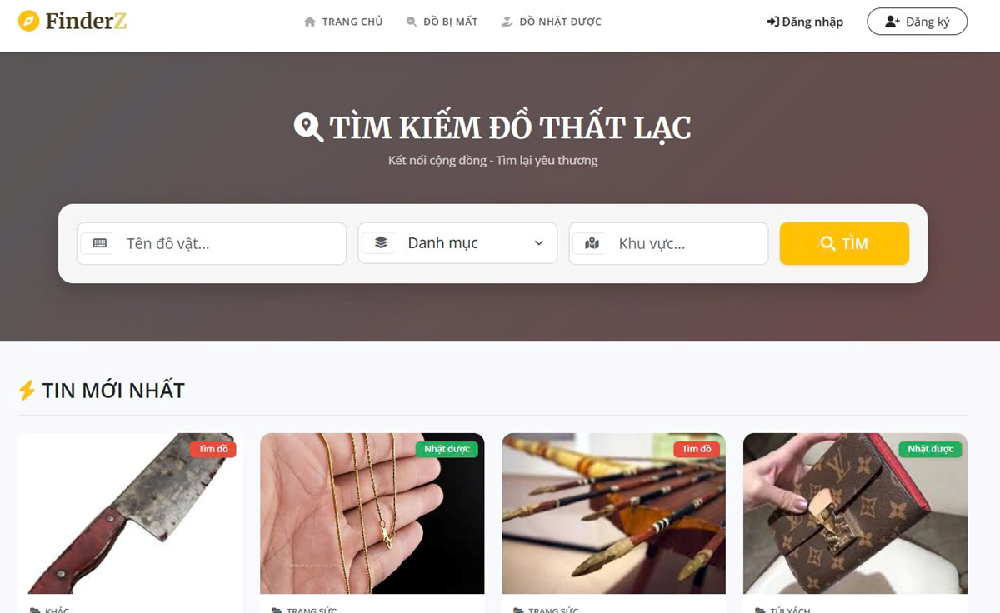 FinderZ
TRANG CHỦ
ĐỒ BỊ MẤT
ĐỒ NHẶT ĐƯỢC
Đăng nhập
Đăng ký
TÌM KIẾM ĐỒ THẤT LẠC
Kết nối cộng đồng - Tìm lại yêu thương
Tên đồ vật...
Danh mục
Khu vực...
TÌM
TIN MỚI NHẤT
Tìm đồ
Nhặt được
Tìm đồ
Nhặt được
KHÁC
TRANG SỨC
TRANG SỨC
TÚI XÁCH